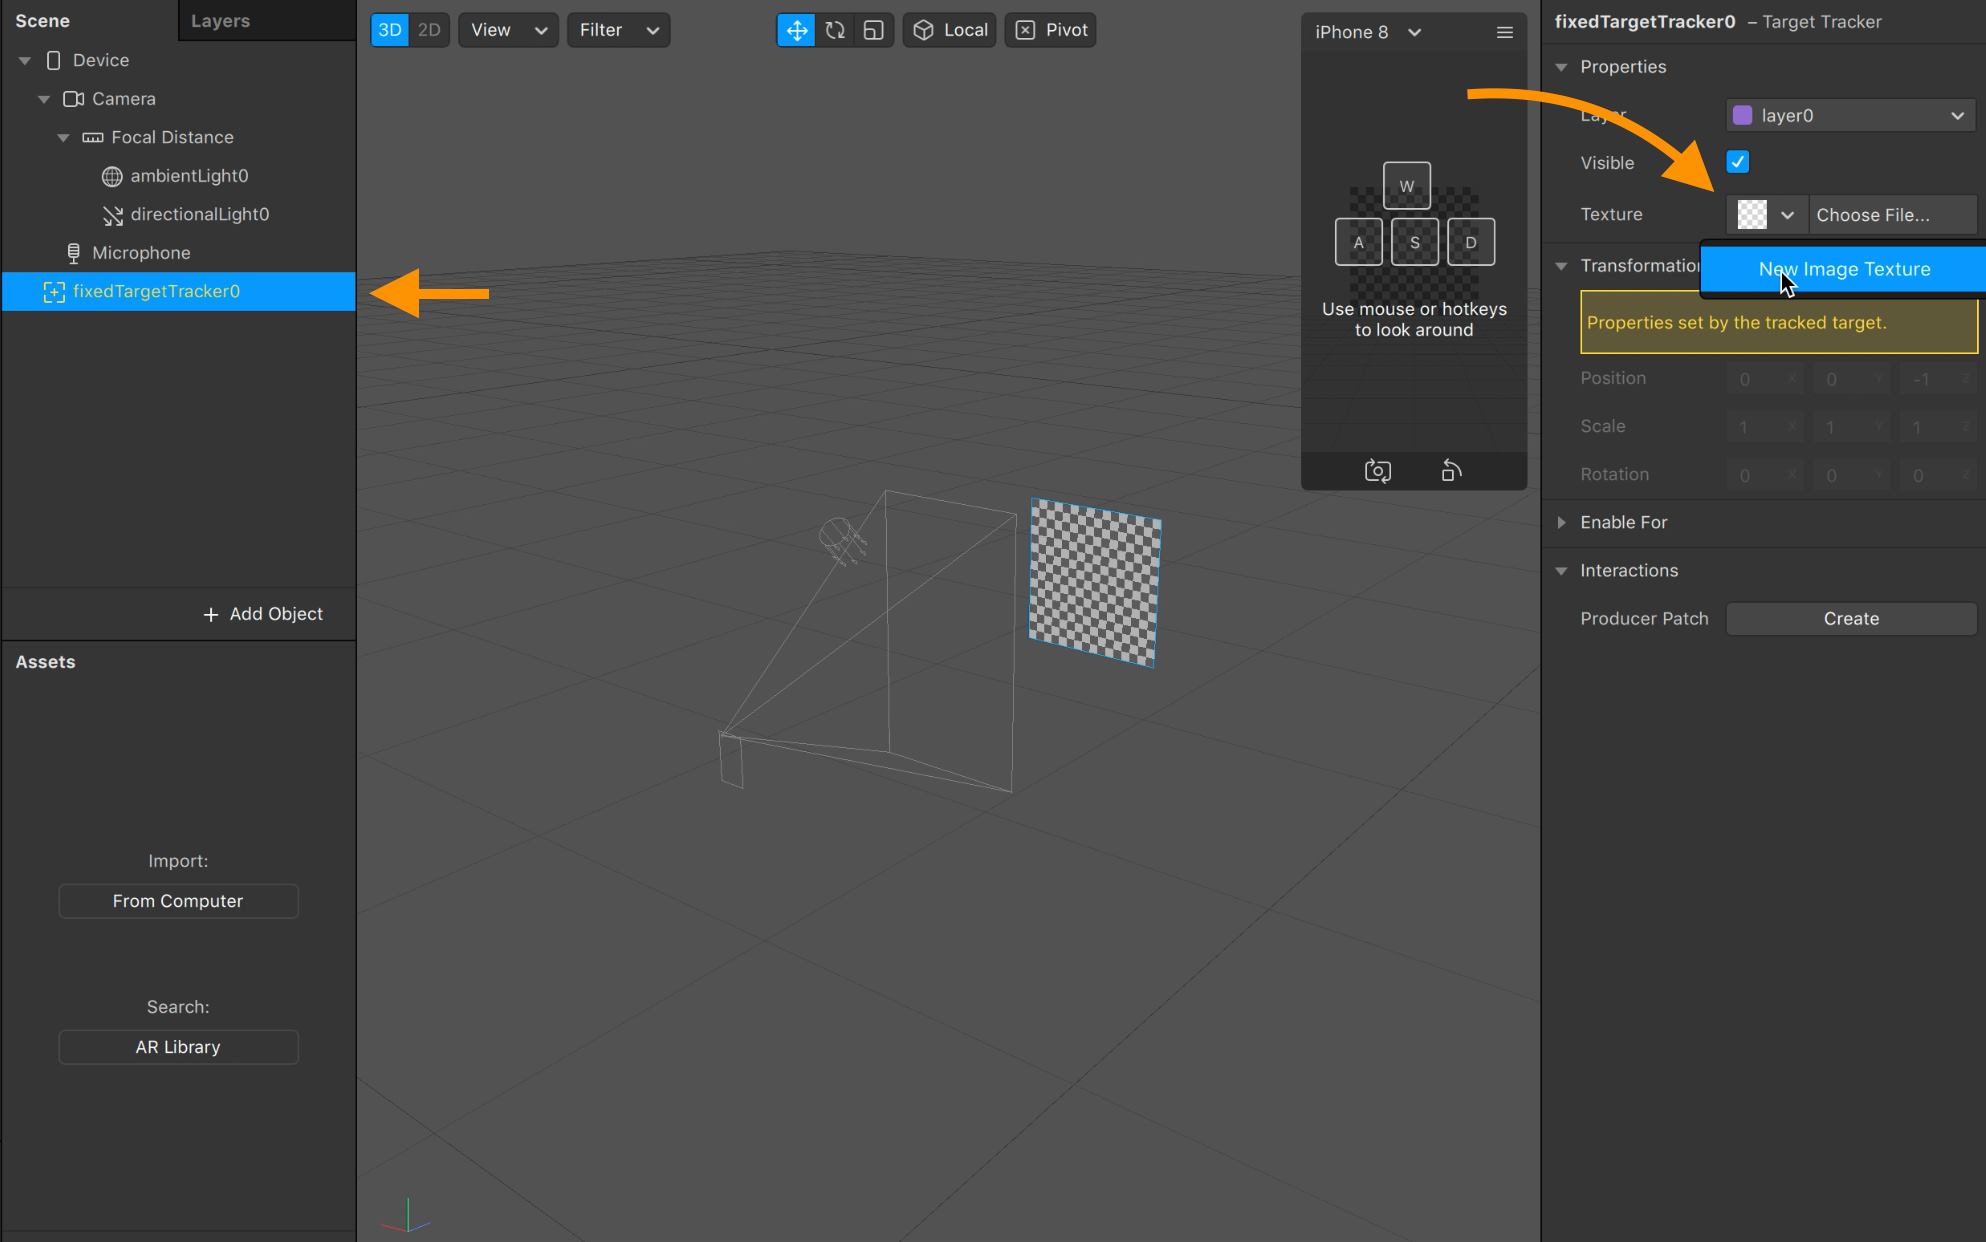 Scene
Layers
Device
Camera
Focal Distance
ambientLight0
directionalLight0
Microphone
fixedTargetTracker0
+ Add Object
Assets
Import:
From Computer
Search:
AR Library
3D 2D
View
Filter
Local
Pivot
iPhone 8
W
A S D
Use mouse or hotkeys
to look around
fixedTargetTracker0 – Target Tracker
Properties
Layer layer0
Visible
Texture Choose File...
New Image Texture
Transformation
Properties set by the tracked target.
Position 0 X 0 Y -1 Z
Scale 1 X 1 Y 1 Z
Rotation 0 X 0 Y 0 Z
Enable For
Interactions
Producer Patch Create